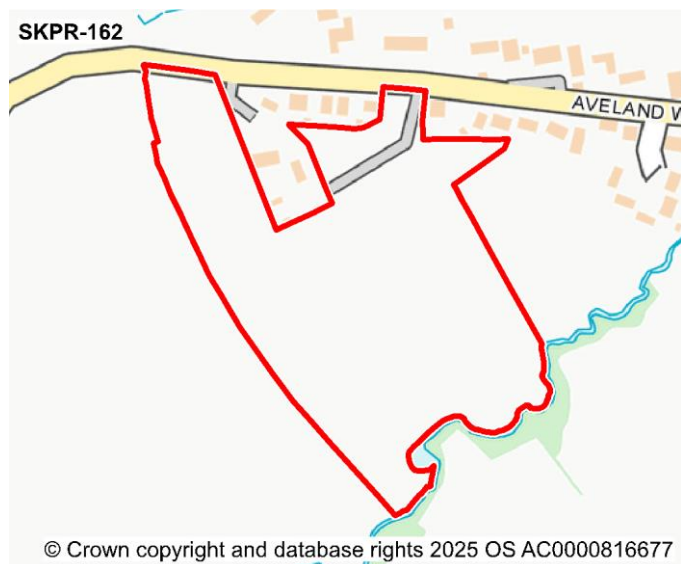 SKPR-162
AVELAND W
© Crown copyright and database rights 2025 OS AC0000816677